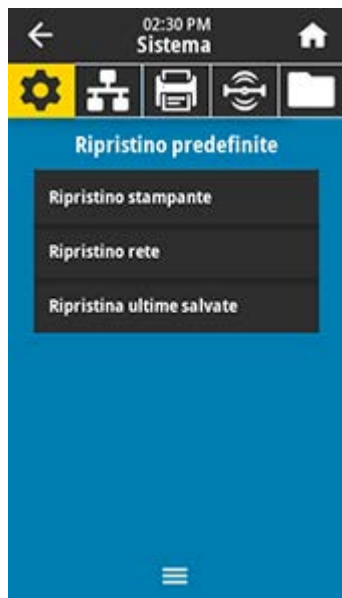 02:30 PM
Sistema
Ripristino predefinite
Ripristino stampante
Ripristino rete
Ripristina ultime salvate